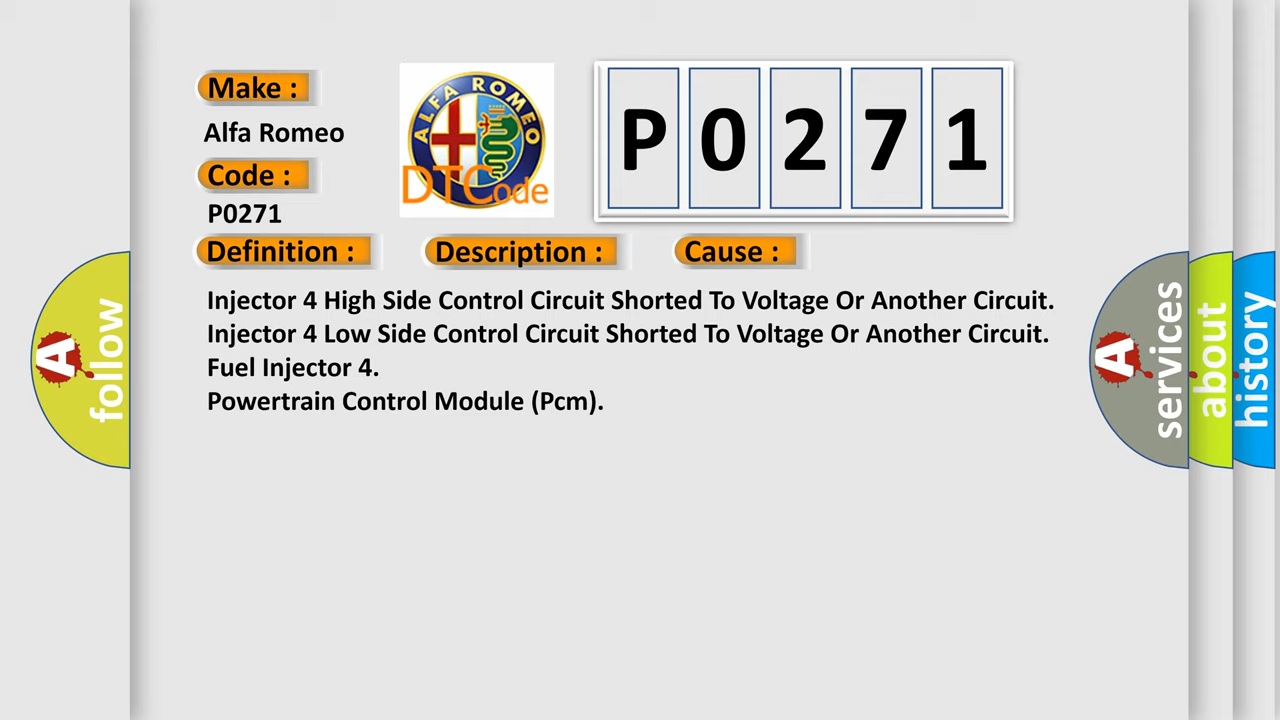 Make :
Alfa Romeo
Code :
P0271
ALFA ROMEO
DTCode
P0271
Definition :
Description :
Cause :
Injector 4 High Side Control Circuit Shorted To Voltage Or Another Circuit.
Injector 4 Low Side Control Circuit Shorted To Voltage Or Another Circuit.
Fuel Injector 4.
Powertrain Control Module (Pcm).
A follow
A services
about
history